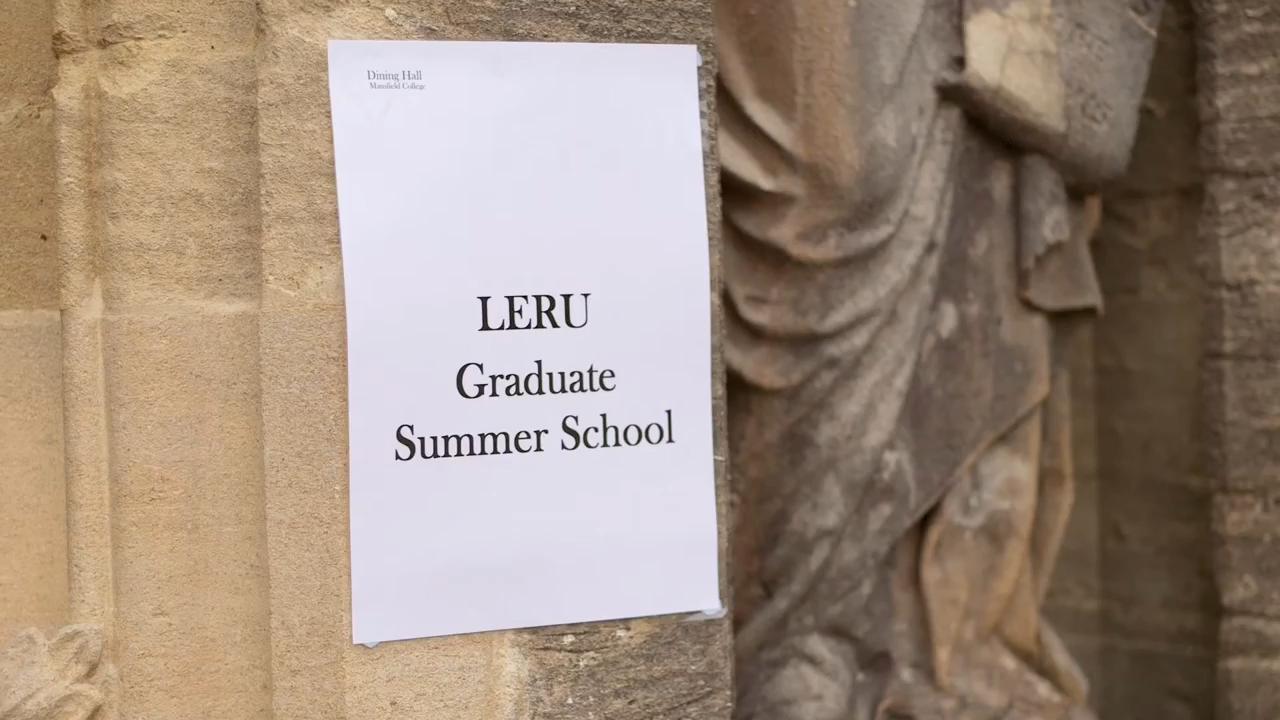 Dining Hall
Mansfield College
LERU
Graduate
Summer School